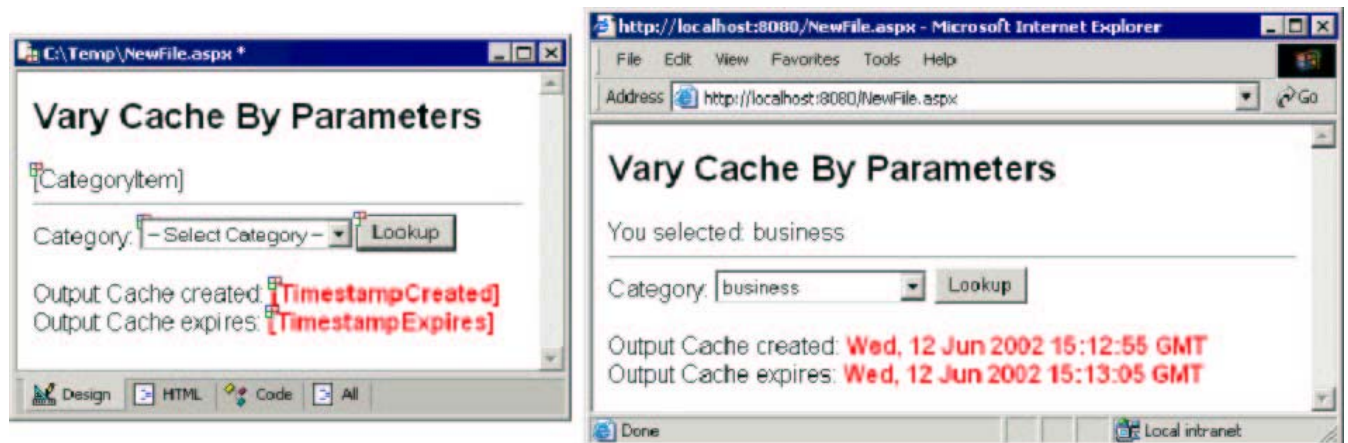 C:\Temp\NewFile.aspx *
Vary Cache By Parameters
[CategoryItem]
Category: – Select Category – Lookup
Output Cache created: [TimestampCreated]
Output Cache expires: [TimestampExpires]
Design HTML Code All
http://localhost:8080/NewFile.aspx - Microsoft Internet Explorer
File Edit View Favorites Tools Help
Address http://localhost:8080/NewFile.aspx Go
Vary Cache By Parameters
You selected: business
Category: business Lookup
Output Cache created: Wed, 12 Jun 2002 15:12:55 GMT
Output Cache expires: Wed, 12 Jun 2002 15:13:05 GMT
Done Local intranet